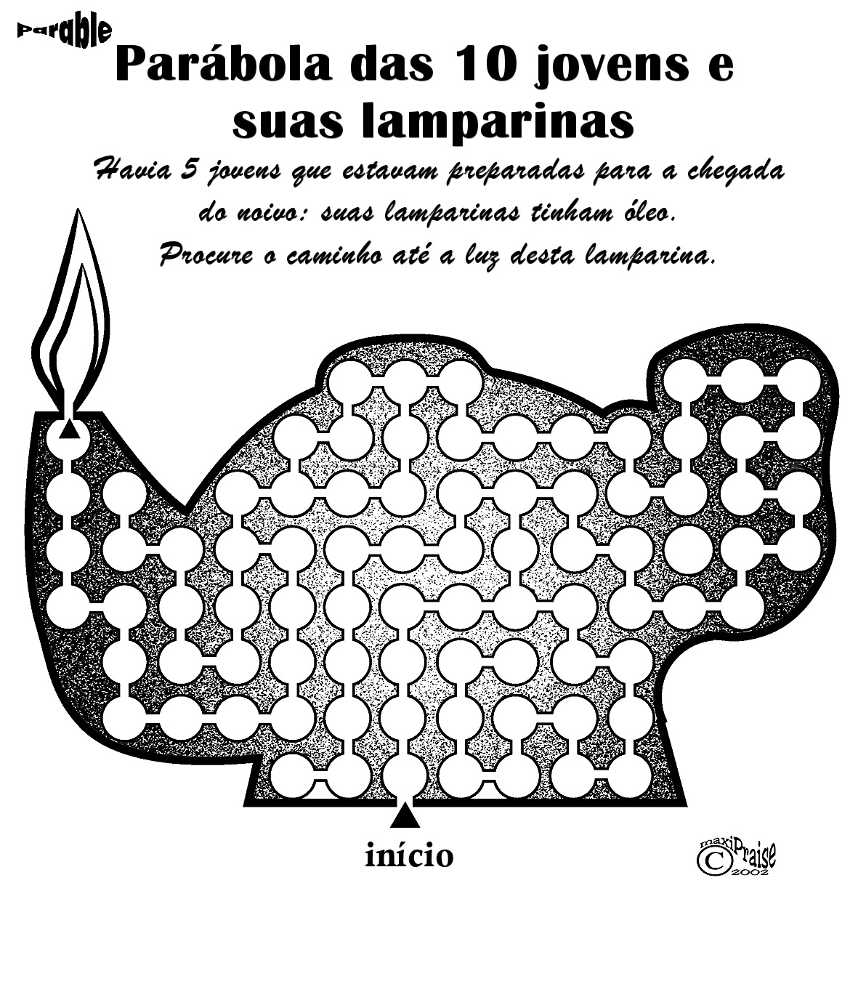 Parable
Parábola das 10 jovens e
suas lamparinas
Havia 5 jovens que estavam preparadas para a chegada
do noivo: suas lamparinas tinham óleo.
Procure o caminho até a luz desta lamparina.
início
maxiPraise
©
2002